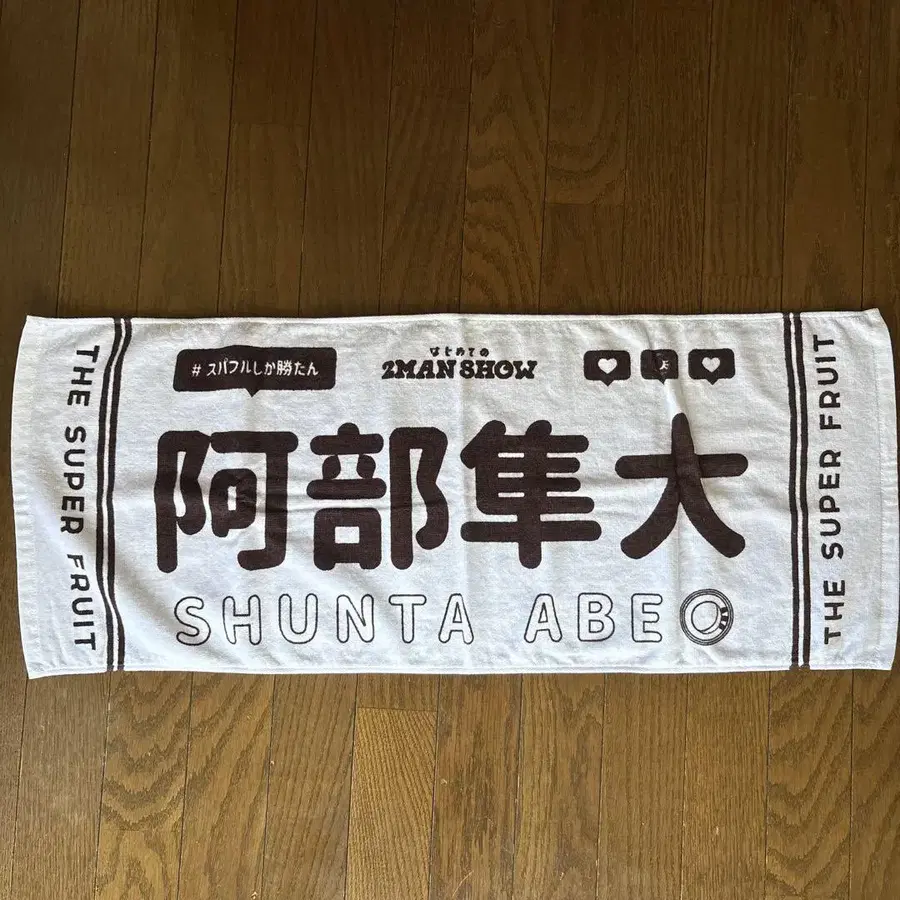 THE SUPER FRUIT
# スパフルしか勝たん
はじめての
2MAN SHOW
阿部隼大
SHUNTA ABE
THE SUPER FRUIT